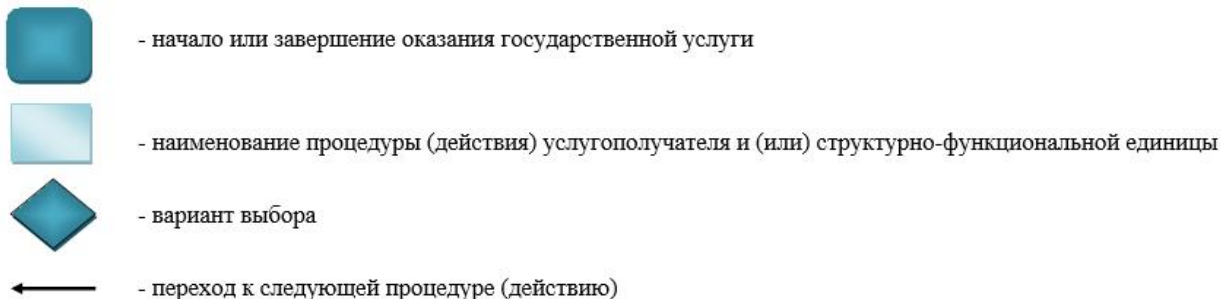 - начало или завершение оказания государственной услуги
- наименование процедуры (действия) услугополучателя и (или) структурно-функциональной единицы
- вариант выбора
- переход к следующей процедуре (действию)